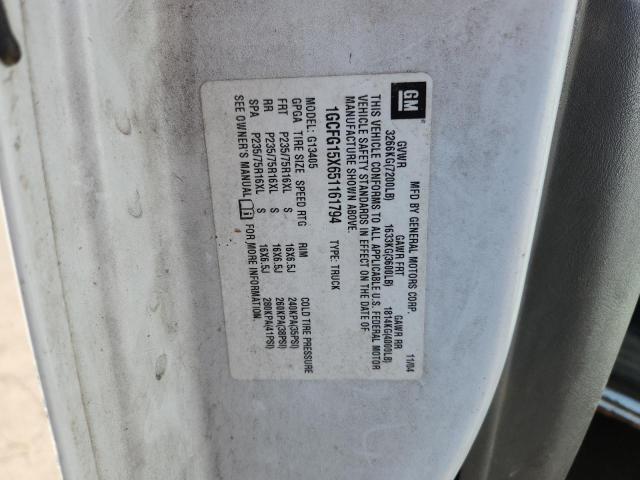 GM
MFD BY GENERAL MOTORS CORP. 11/04
GVWR GAWR FRT GAWR RR
3266KG(7200LB) 1633KG(3600LB) 1814KG(4000LB)
THIS VEHICLE CONFORMS TO ALL APPLICABLE U.S. FEDERAL MOTOR
VEHICLE SAFETY STANDARDS IN EFFECT ON THE DATE OF
MANUFACTURE SHOWN ABOVE.
1GCFG15X651161794 TYPE: TRUCK
MODEL: G13405
GPGA TIRE SIZE SPEED RTG RIM COLD TIRE PRESSURE
FRT P235/75R16XL S 16X6.5J 240KPA(35PSI)
RR P235/75R16XL S 16X6.5J 260KPA(38PSI)
SPA P235/75R16XL S 16X6.5J 280KPA(41PSI)
SEE OWNER'S MANUAL FOR MORE INFORMATION.